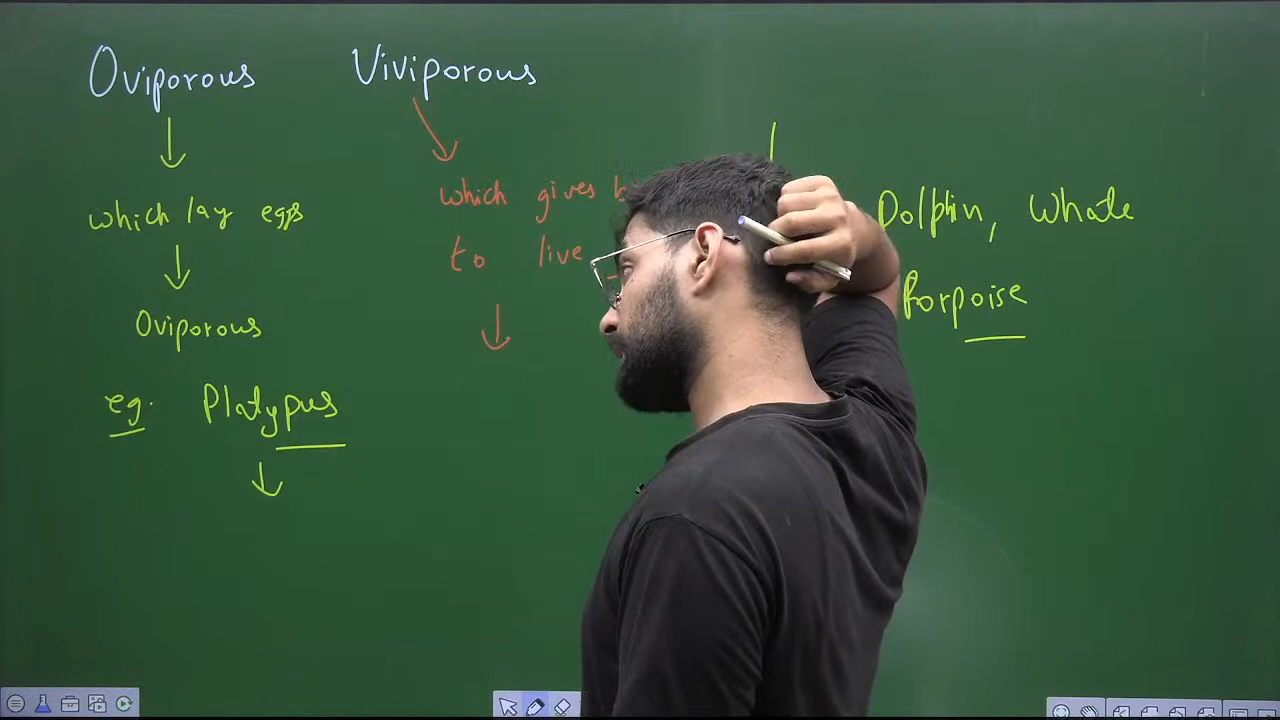 Oviporous
Viviporous
which lay eggs
Oviporous
eg. Platypus
which gives
to live
Dolphin, Whale
Porpoise